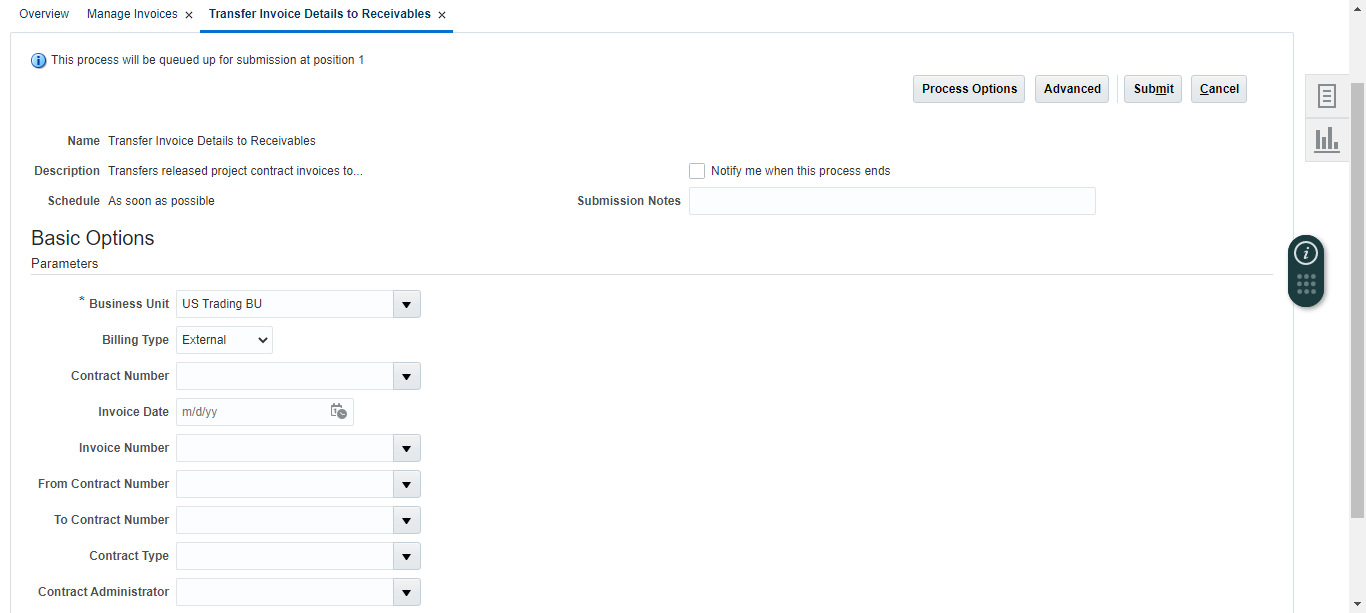 Overview Manage Invoices × Transfer Invoice Details to Receivables ×
This process will be queued up for submission at position 1
Process Options Advanced Submit Cancel
Name Transfer Invoice Details to Receivables
Description Transfers released project contract invoices to... Notify me when this process ends
Schedule As soon as possible Submission Notes
Basic Options
Parameters
* Business Unit US Trading BU
Billing Type External
Contract Number
Invoice Date m/d/yy
Invoice Number
From Contract Number
To Contract Number
Contract Type
Contract Administrator